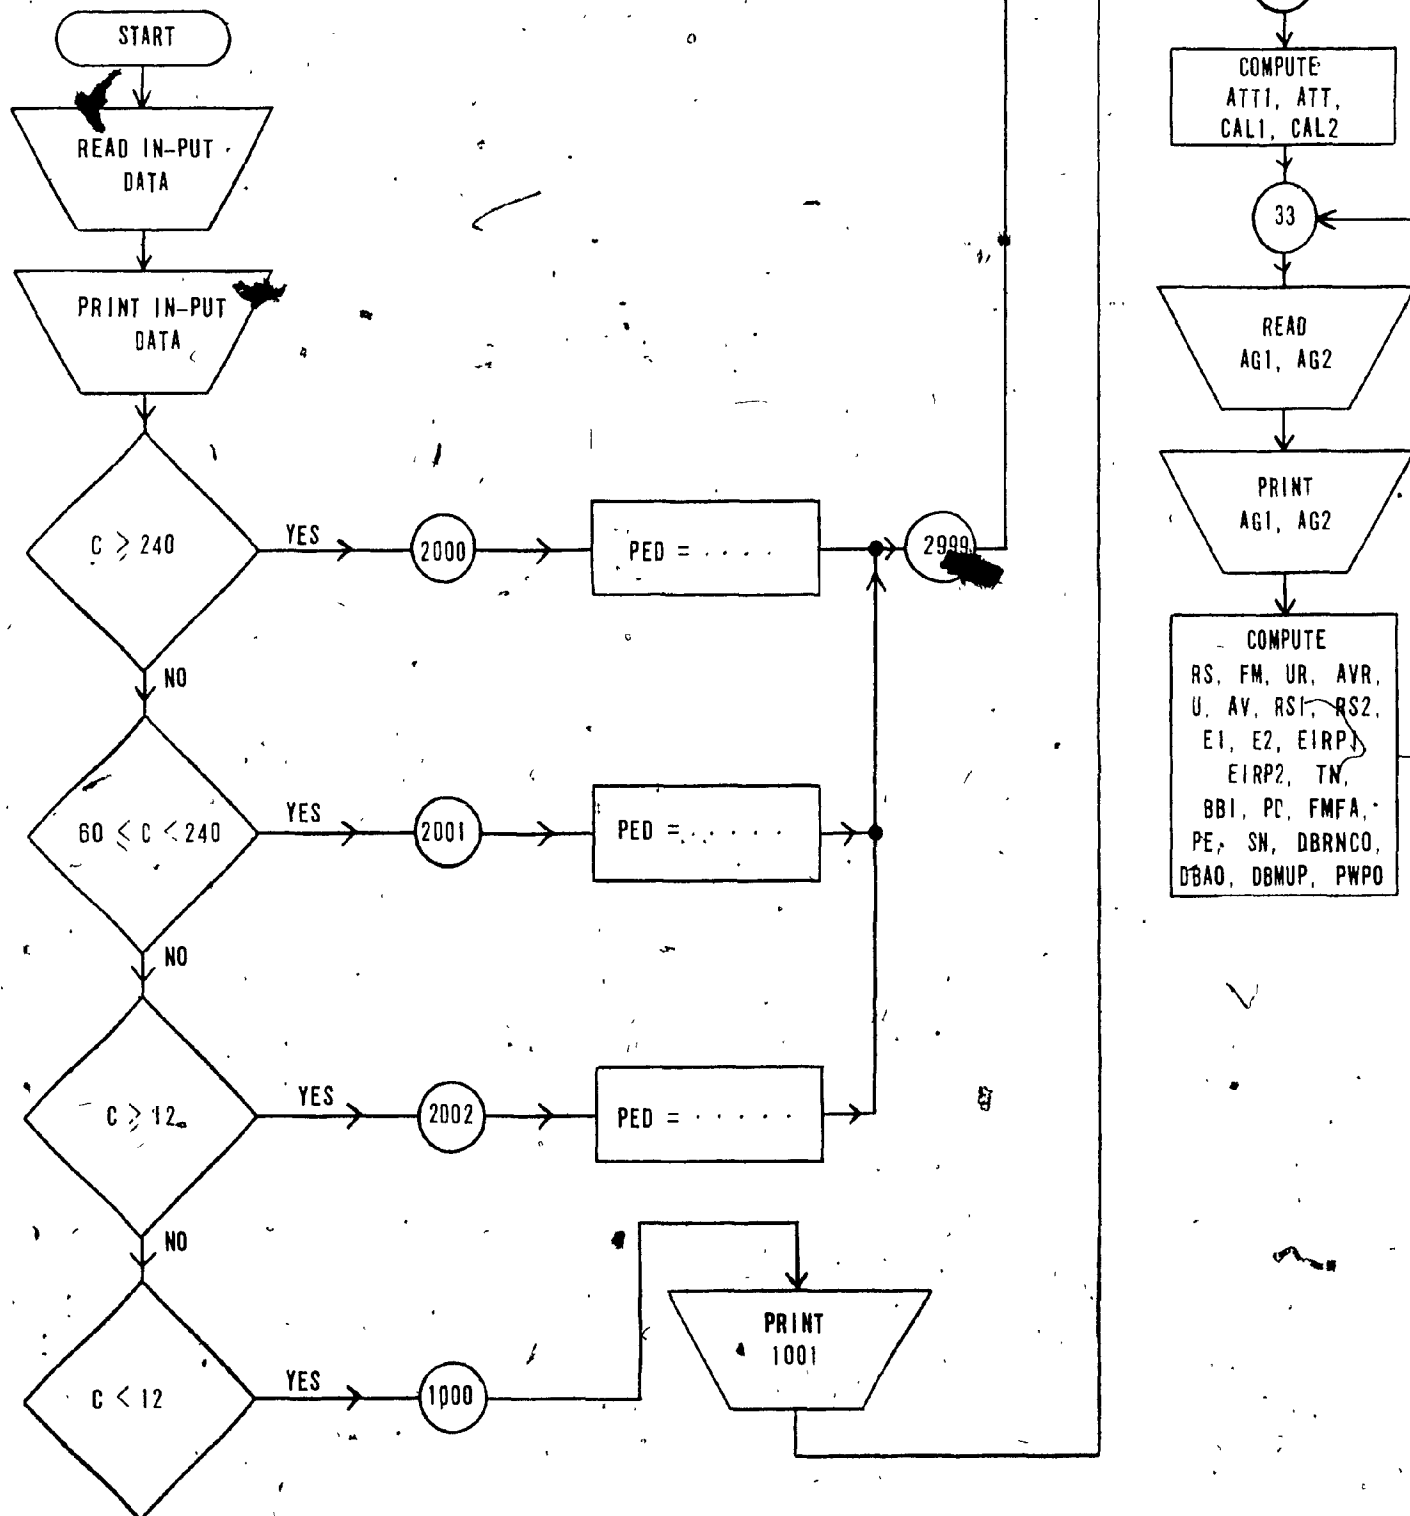 START
READ IN-PUT
DATA
PRINT IN-PUT
DATA
C ⩾ 240
YES
2000
PED = . . . .
2999
NO
60 ⩽ C < 240
YES
2001
PED = . . . . . .
NO
C ⩾ 12
YES
2002
PED = . . . . .
NO
C < 12
YES
1000
PRINT
1001
COMPUTE
ATT1, ATT,
CAL1, CAL2
33
READ
AG1, AG2
PRINT
AG1, AG2
COMPUTE
RS, FM, UR, AVR,
U, AV, RS1, RS2,
E1, E2, EIRP1
EIRP2, TN,
BB1, PC, FMFA,
PE, SN, DBRNCO,
DBAO, DBMUP, PWPO